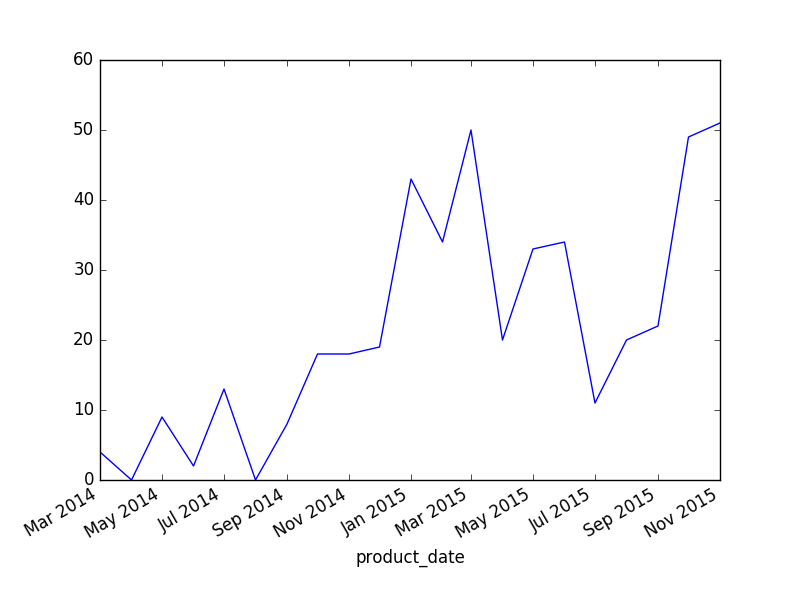 60
50
40
30
20
10
0
Mar 2014
May 2014
Jul 2014
Sep 2014
Nov 2014
Jan 2015
Mar 2015
May 2015
Jul 2015
Sep 2015
Nov 2015
product_date